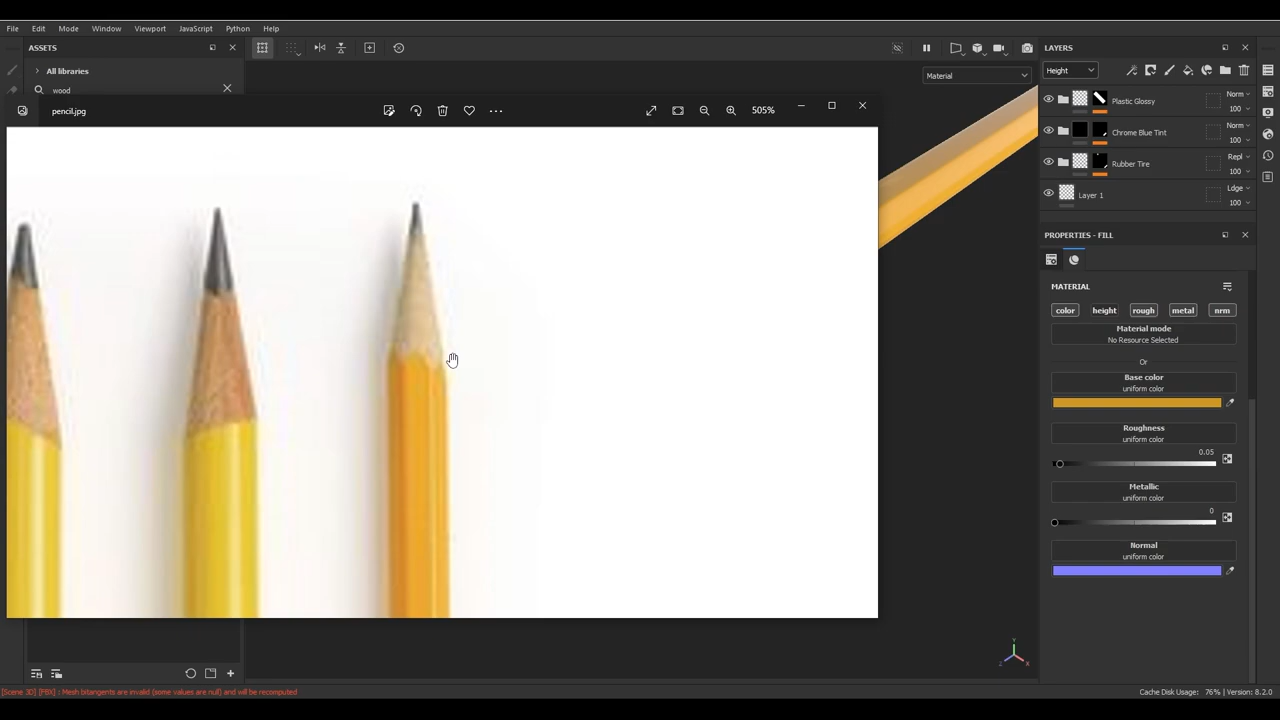 File Edit Mode Window Viewport JavaScript Python Help
ASSETS
All libraries
wood
Material
pencil.jpg
505%
LAYERS
Height
Plastic Glossy
Norm
100
Chrome Blue Tint
Norm
100
Rubber Tire
Repl
100
Layer 1
Ldge
100
PROPERTIES - FILL
MATERIAL
color height rough metal nrm
Material mode
No Resource Selected
Or
Base color
uniform color
Roughness
uniform color
0.05
Metallic
uniform color
0
Normal
uniform color
Y
Z X
[Scene 3D] [FBX] : Mesh bitangents are invalid (some values are null) and will be recomputed
Cache Disk Usage: 76% | Version: 8.2.0